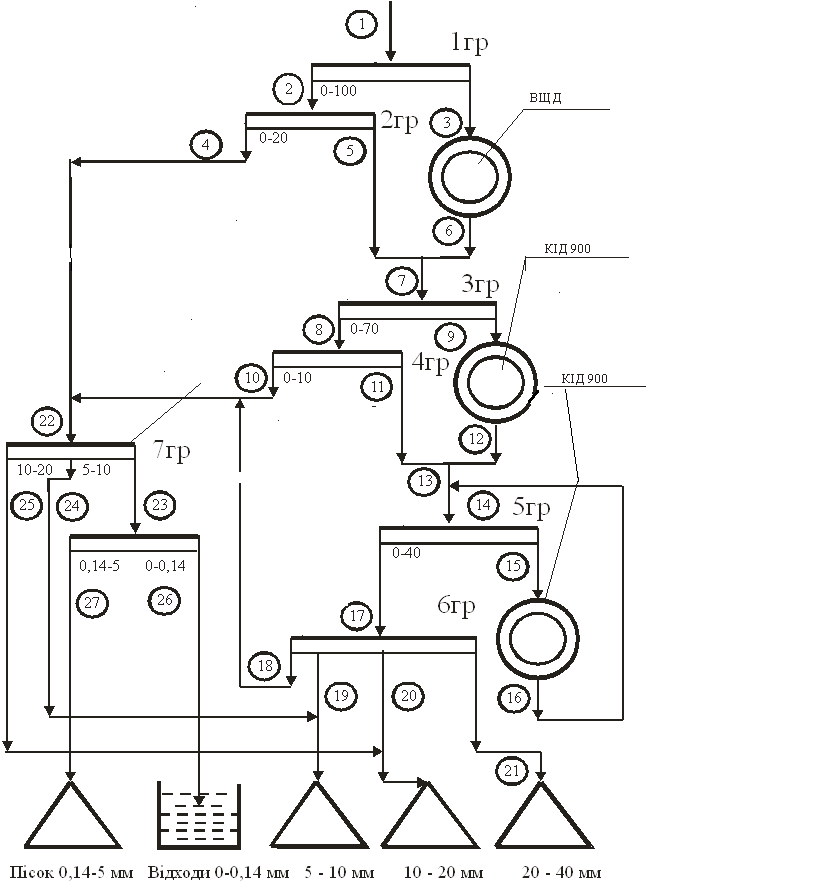 1
1гр
2
0-100
ВЩД
3
2гр
4
0-20
5
6
КІД 900
7
3гр
8
0-70
9
4гр
10
0-10
11
КІД 900
22
12
7гр
10-20
5-10
13
25
24
23
14
5гр
0-40
15
0,14-5
0-0,14
27
26
6гр
17
18
19
20
16
21
Пісок 0,14-5 мм
Відходи 0-0,14 мм
5 - 10 мм
10 - 20 мм
20 - 40 мм